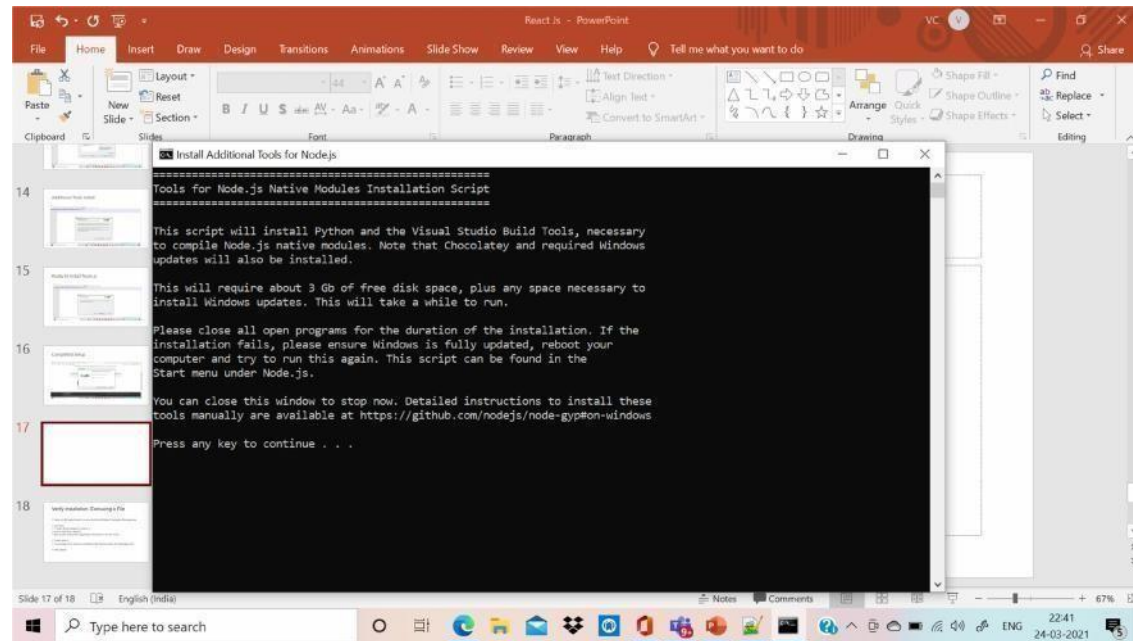 React Js - PowerPoint
VC V
File Home Insert Draw Design Transitions Animations Slide Show Review View Help Tell me what you want to do Share
Paste
New Slide
Layout
Reset
Section
44
B I U S abc AV Aa A
Text Direction
Align Text
Convert to SmartArt
Arrange
Quick Styles
Shape Fill
Shape Outline
Shape Effects
Find
Replace
Select
Clipboard Slides Font Paragraph Drawing Editing
Install Additional Tools for Node.js
=====================================================
Tools for Node.js Native Modules Installation Script
=====================================================
This script will install Python and the Visual Studio Build Tools, necessary
to compile Node.js native modules. Note that Chocolatey and required Windows
updates will also be installed.
This will require about 3 Gb of free disk space, plus any space necessary to
install Windows updates. This will take a while to run.
Please close all open programs for the duration of the installation. If the
installation fails, please ensure Windows is fully updated, reboot your
computer and try to run this again. This script can be found in the
Start menu under Node.js.
You can close this window to stop now. Detailed instructions to install these
tools manually are available at https://github.com/nodejs/node-gyp#on-windows
Press any key to continue . . .
14
15
16
17
18
Slide 17 of 18 English (India) Notes Comments 67%
Type here to search
ENG
22:41
24-03-2021
5